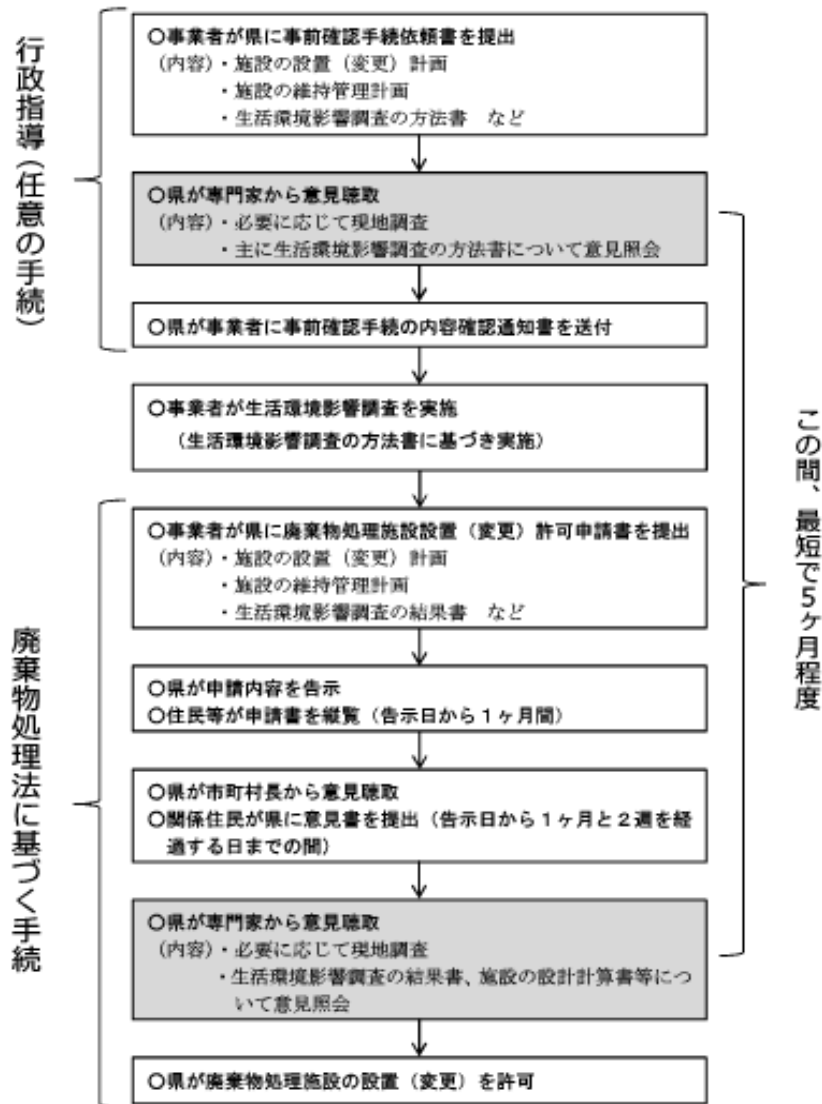 行政指導（任意の手続）
○事業者が県に事前確認手続依頼書を提出
（内容）・施設の設置（変更）計画
・施設の維持管理計画
・生活環境影響調査の方法書　など
○県が専門家から意見聴取
（内容）・必要に応じて現地調査
・主に生活環境影響調査の方法書について意見照会
○県が事業者に事前確認手続の内容確認通知書を送付
○事業者が生活環境影響調査を実施
（生活環境影響調査の方法書に基づき実施）
廃棄物処理法に基づく手続
○事業者が県に廃棄物処理施設設置（変更）許可申請書を提出
（内容）・施設の設置（変更）計画
・施設の維持管理計画
・生活環境影響調査の結果書　など
○県が申請内容を告示
○住民等が申請書を縦覧（告示日から１ヶ月間）
○県が市町村長から意見聴取
○関係住民が県に意見書を提出（告示日から１ヶ月と２週を経
過する日までの間）
○県が専門家から意見聴取
（内容）・必要に応じて現地調査
・生活環境影響調査の結果書、施設の設計計算書等につ
いて意見照会
○県が廃棄物処理施設の設置（変更）を許可
この間、最短で5ヶ月程度